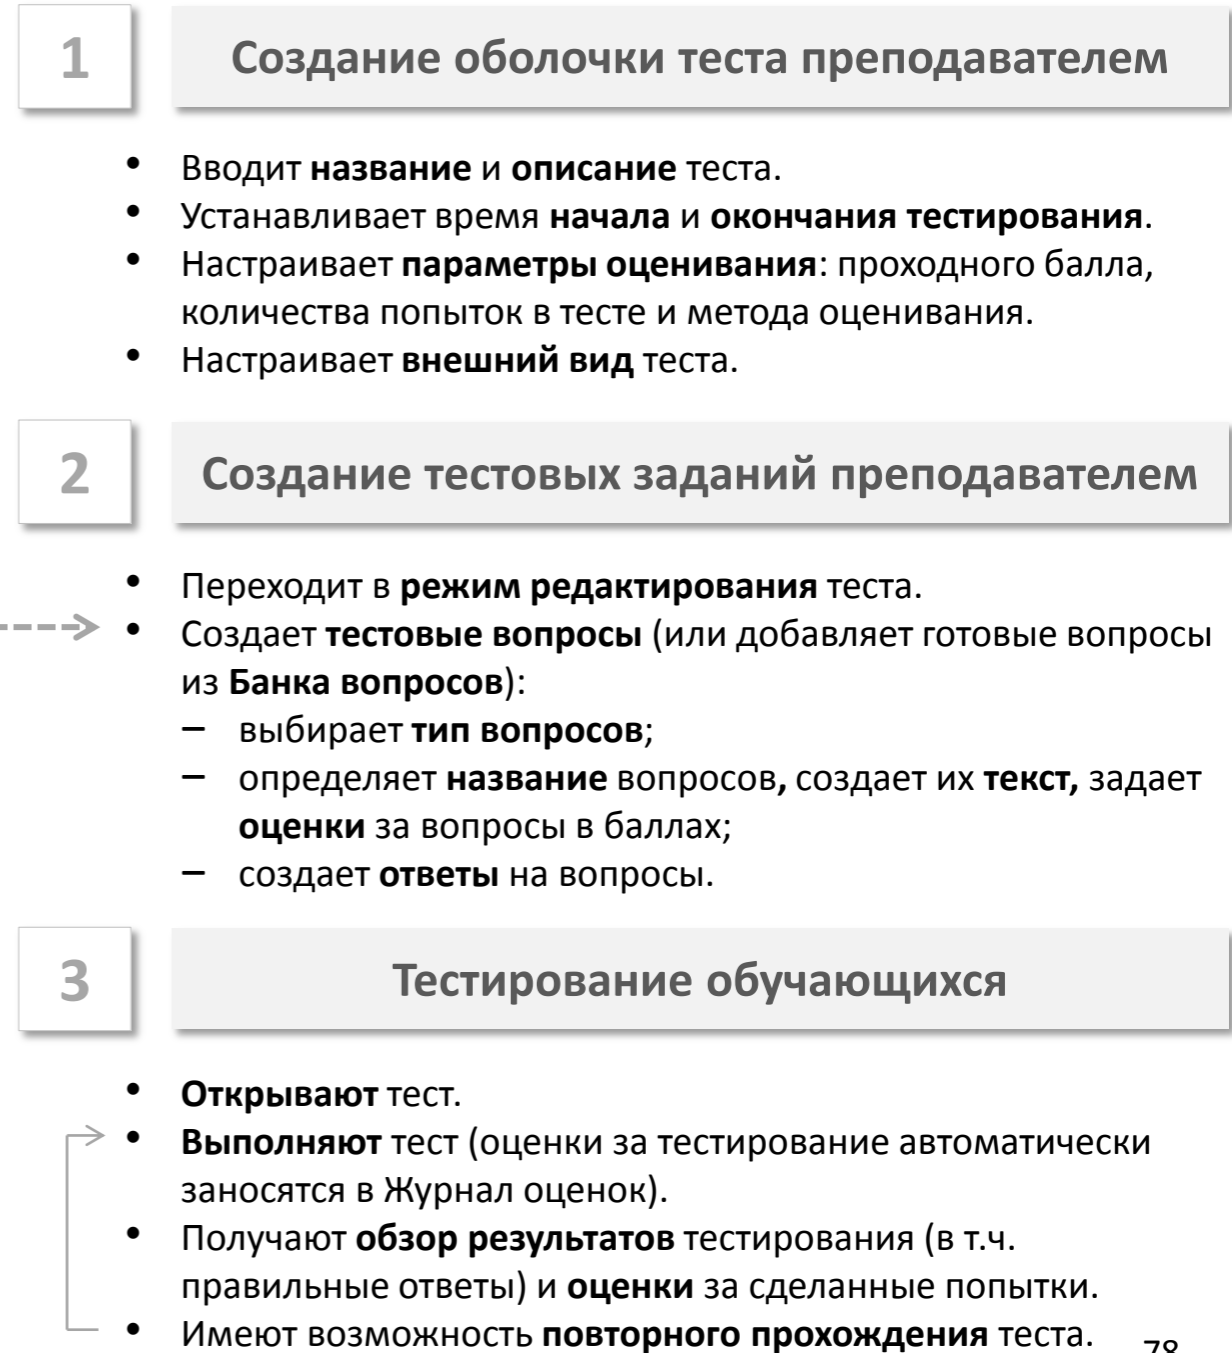 1
Создание оболочки теста преподавателем
• Вводит название и описание теста.
• Устанавливает время начала и окончания тестирования.
• Настраивает параметры оценивания: проходного балла,
количества попыток в тесте и метода оценивания.
• Настраивает внешний вид теста.
2
Создание тестовых заданий преподавателем
• Переходит в режим редактирования теста.
• Создает тестовые вопросы (или добавляет готовые вопросы
из Банка вопросов):
– выбирает тип вопросов;
– определяет название вопросов, создает их текст, задает
оценки за вопросы в баллах;
– создает ответы на вопросы.
3
Тестирование обучающихся
• Открывают тест.
• Выполняют тест (оценки за тестирование автоматически
заносятся в Журнал оценок).
• Получают обзор результатов тестирования (в т.ч.
правильные ответы) и оценки за сделанные попытки.
• Имеют возможность повторного прохождения теста.
78